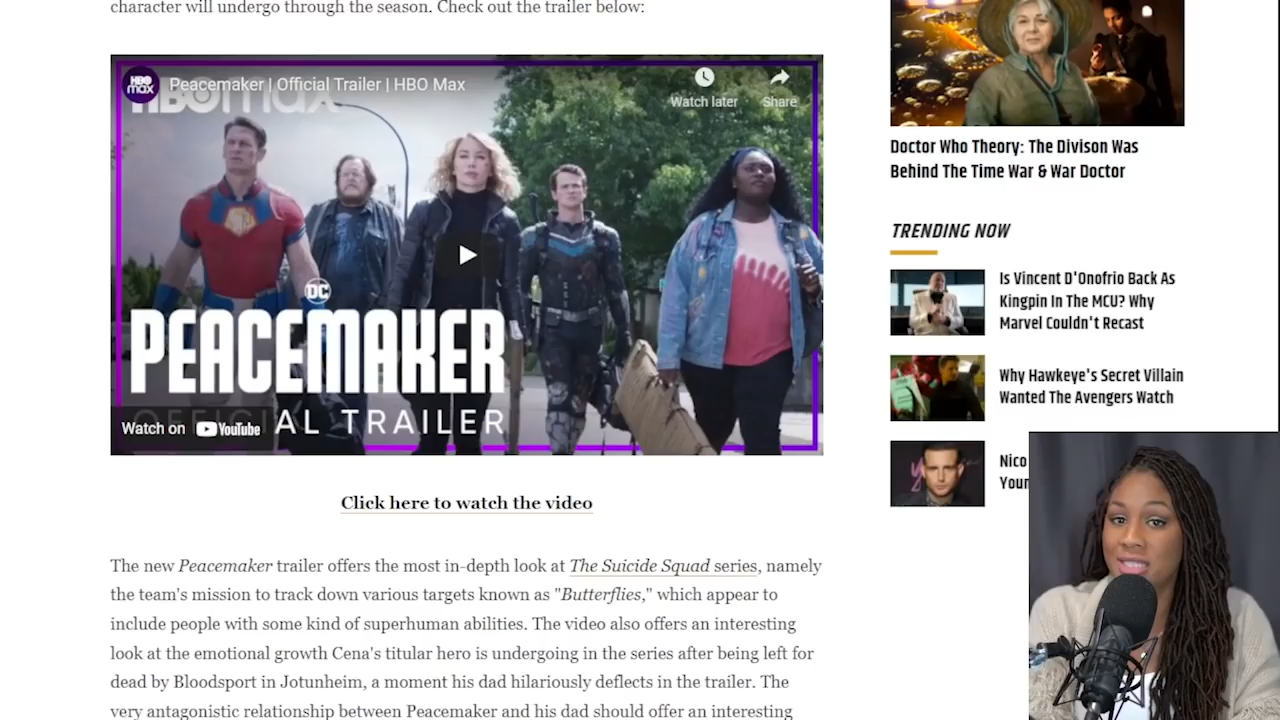 character will undergo through the season. Check out the trailer below:
HBO
max
Peacemaker | Official Trailer | HBO Max
Watch later
Share
HBOmax
DC
PEACEMAKER
OFFICIAL TRAILER
Watch on YouTube
Click here to watch the video
The new Peacemaker trailer offers the most in-depth look at The Suicide Squad series, namely
the team's mission to track down various targets known as "Butterflies," which appear to
include people with some kind of superhuman abilities. The video also offers an interesting
look at the emotional growth Cena's titular hero is undergoing in the series after being left for
dead by Bloodsport in Jotunheim, a moment his dad hilariously deflects in the trailer. The
very antagonistic relationship between Peacemaker and his dad should offer an interesting
Doctor Who Theory: The Divison Was
Behind The Time War & War Doctor
TRENDING NOW
Is Vincent D'Onofrio Back As
Kingpin In The MCU? Why
Marvel Couldn't Recast
Why Hawkeye's Secret Villain
Wanted The Avengers Watch
Nico
Your